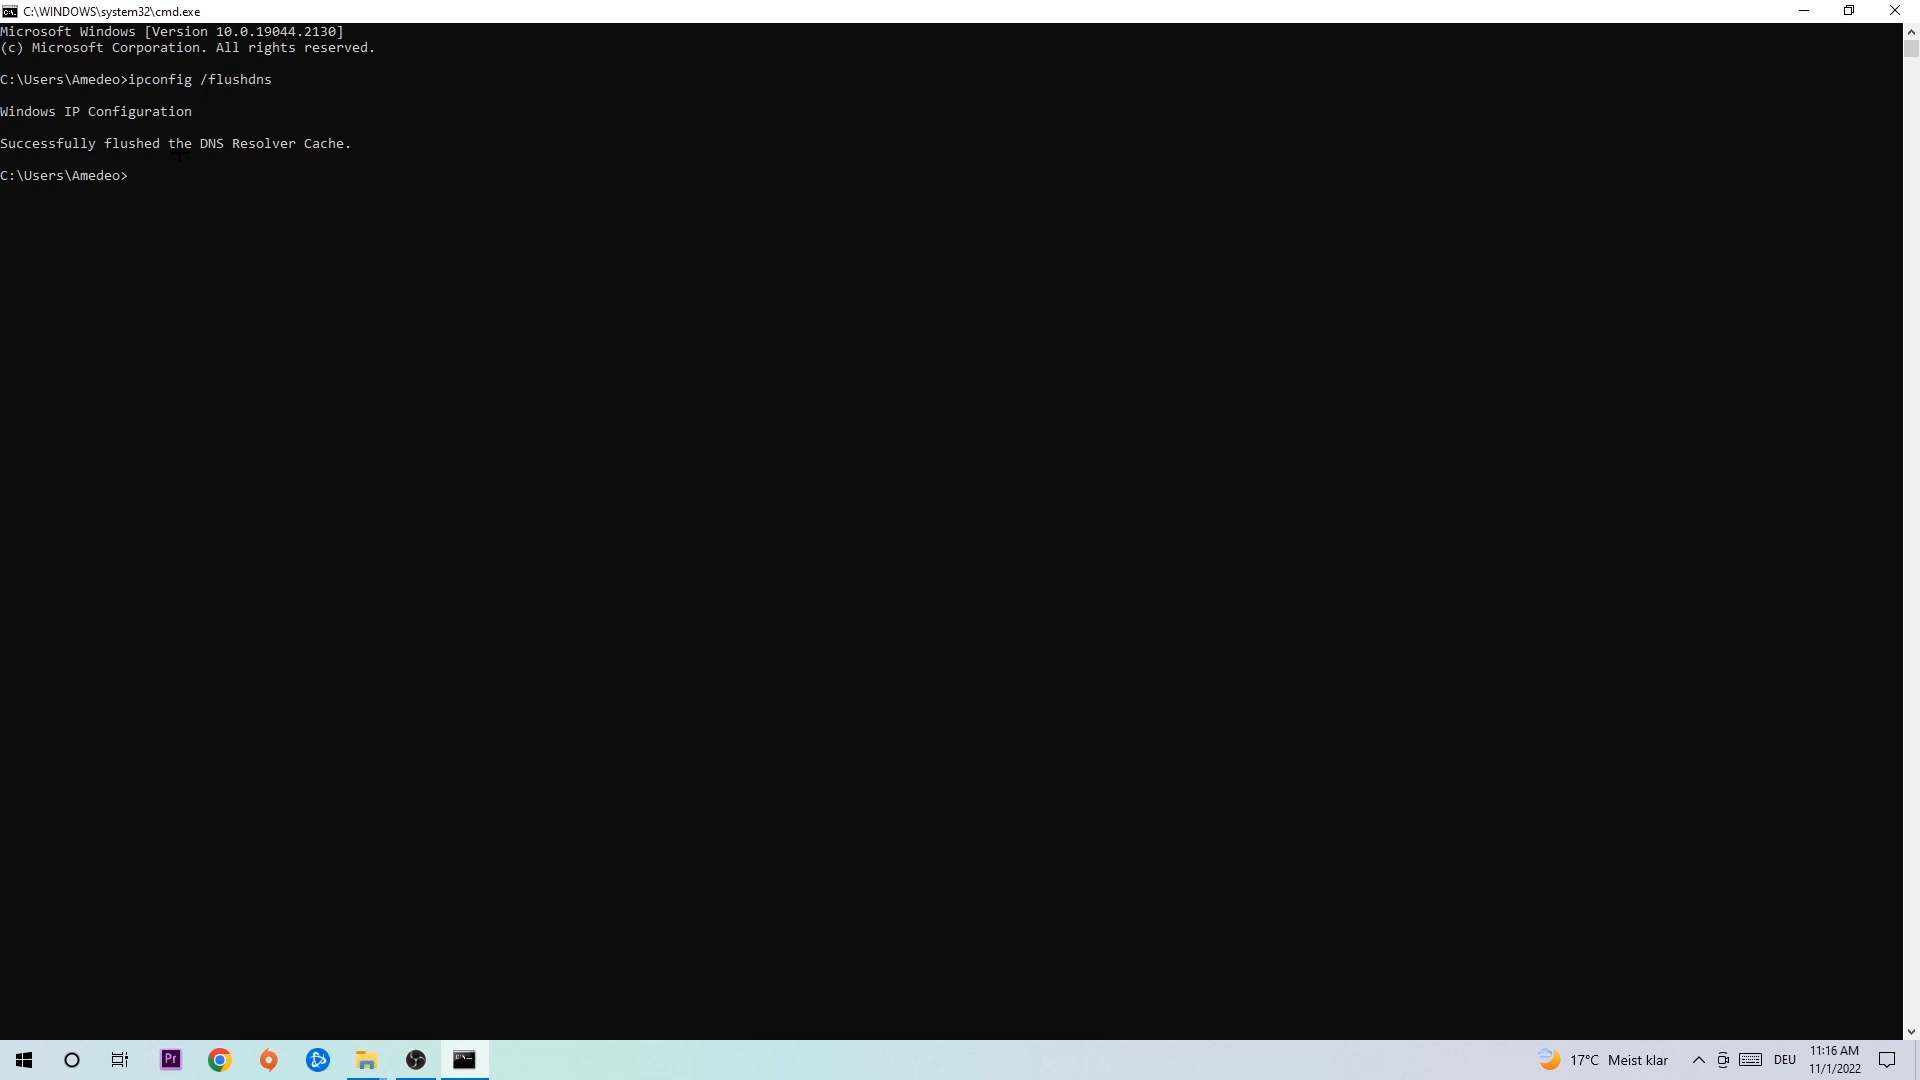 C:\WINDOWS\system32\cmd.exe
Microsoft Windows [Version 10.0.19044.2130]
(c) Microsoft Corporation. All rights reserved.
C:\Users\Amedeo>ipconfig /flushdns
Windows IP Configuration
Successfully flushed the DNS Resolver Cache.
C:\Users\Amedeo>
Pr
17°C Meist klar
DEU
11:16 AM
11/1/2022